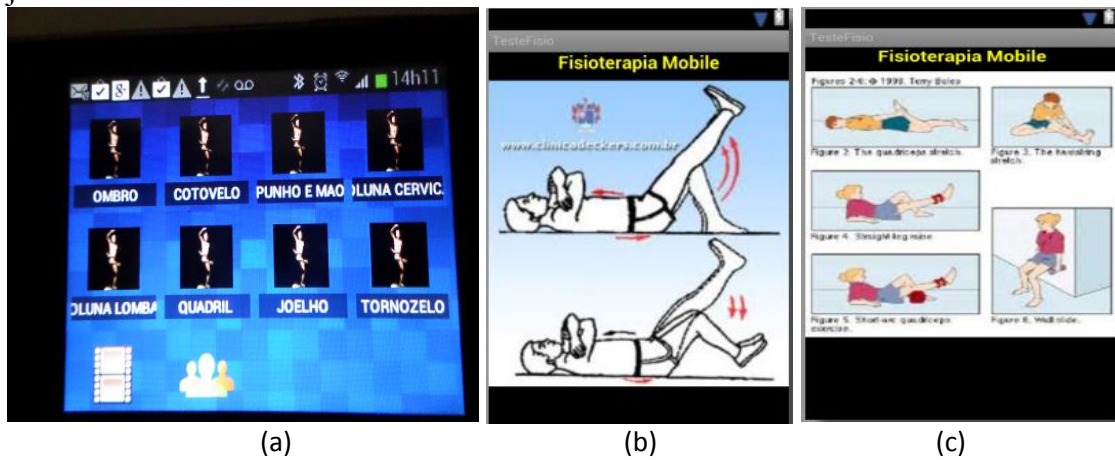 14h11
OMBRO COTOVELO PUNHO E MAO OLUNA CERVIC.
OLUNA LOMBA QUADRIL JOELHO TORNOZELO
(a)
TesteFisio
Fisioterapia Mobile
www.clinicadeckers.com.br
(b)
TesteFisio
Fisioterapia Mobile
Figures 2-6: © 1998. Terry Boles
Figure 2. The quadriceps stretch.
Figure 3. The hamstring
stretch.
Figure 4. Straight-leg raise
Figure 5. Short-arc quadriceps
exercise.
Figure 6. Wall slide.
(c)